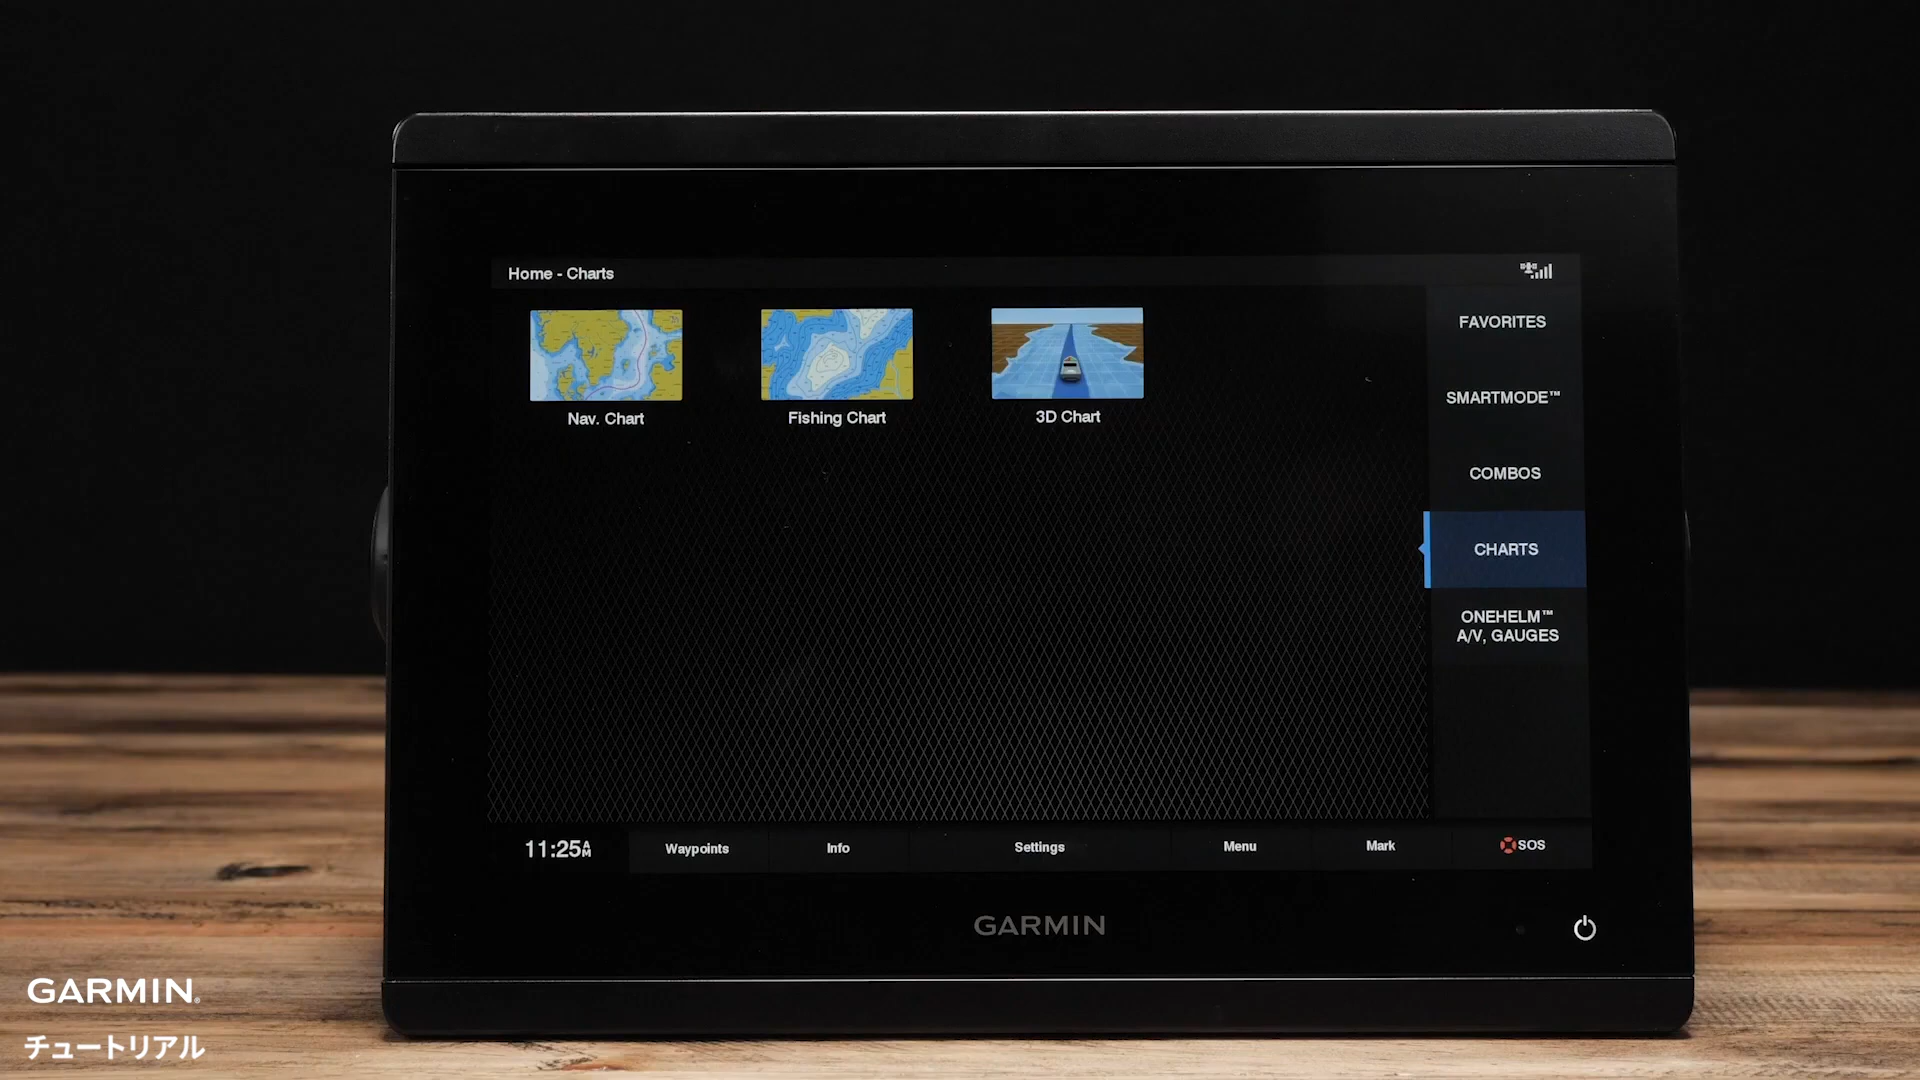 Home - Charts
Nav. Chart
Fishing Chart
3D Chart
FAVORITES
SMARTMODE™
COMBOS
CHARTS
ONEHELM™
A/V, GAUGES
11:25AM
Waypoints
Info
Settings
Menu
Mark
SOS
GARMIN
GARMIN®
チュートリアル